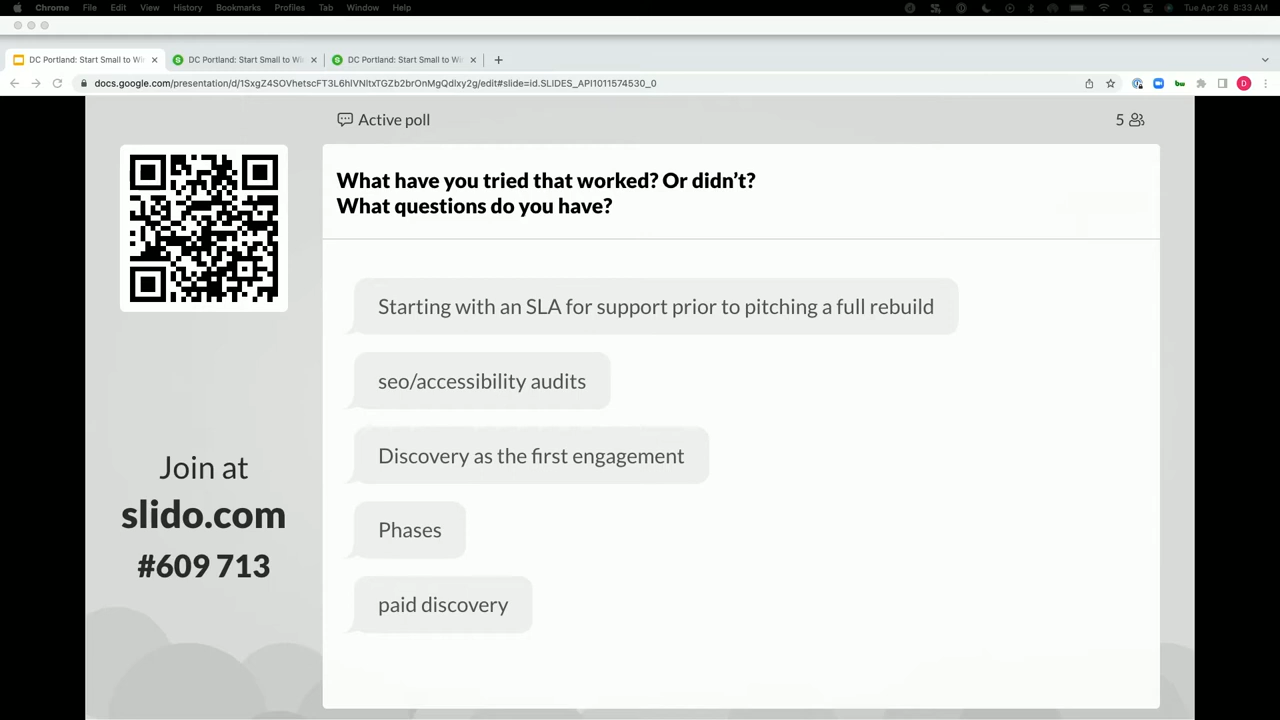 Chrome File Edit View History Bookmarks Profiles Tab Window Help Tue Apr 26 8:33 AM
DC Portland: Start Small to Wi DC Portland: Start Small to Wi DC Portland: Start Small to Wi
docs.google.com/presentation/d/1SxgZ4SOVhetscFT3L6hlVNltxTGZb2brOnMgQdlxy2g/edit#slide=id.SLIDES_API1011574530_0
Active poll
5
What have you tried that worked? Or didn’t?
What questions do you have?
Starting with an SLA for support prior to pitching a full rebuild
seo/accessibility audits
Discovery as the first engagement
Phases
paid discovery
Join at
slido.com
#609 713